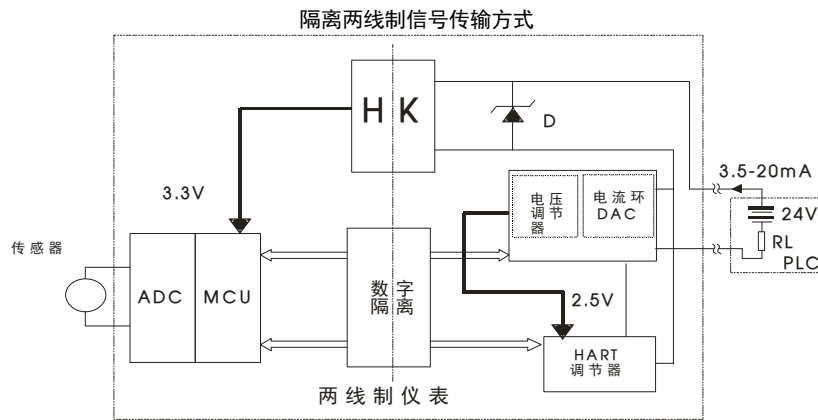 隔离两线制信号传输方式
H K
D
3.3V
3.5-20mA
电压
调节
器
电流环
DAC
24V
RL
PLC
传感器
ADC
MCU
数字
隔离
2.5V
HART
调节器
两线制仪表